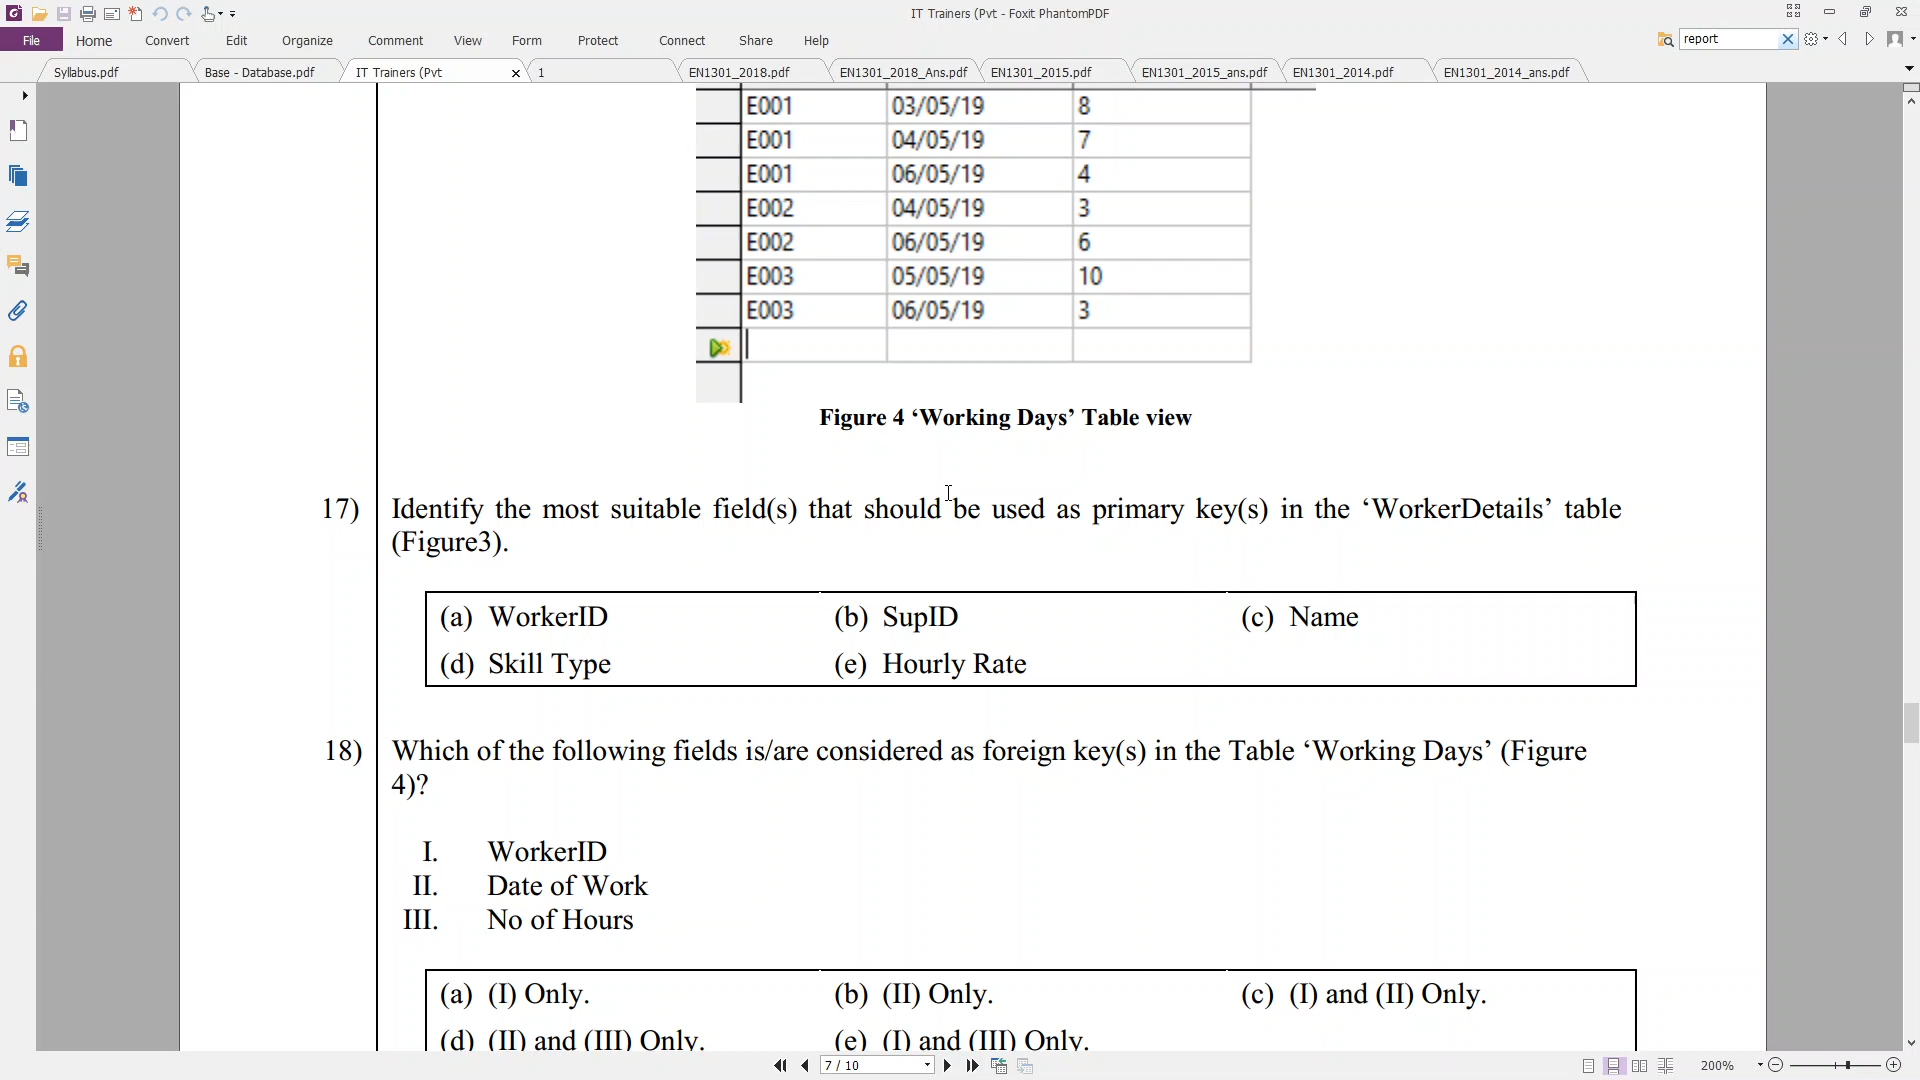 IT Trainers (Pvt - Foxit PhantomPDF
File Home Convert Edit Organize Comment View Form Protect Connect Share Help report
Syllabus.pdf Base - Database.pdf IT Trainers (Pvt 1 EN1301_2018.pdf EN1301_2018_Ans.pdf EN1301_2015.pdf EN1301_2015_ans.pdf EN1301_2014.pdf EN1301_2014_ans.pdf
E001 03/05/19 8
E001 04/05/19 7
E001 06/05/19 4
E002 04/05/19 3
E002 06/05/19 6
E003 05/05/19 10
E003 06/05/19 3
Figure 4 ‘Working Days’ Table view
17) Identify the most suitable field(s) that should be used as primary key(s) in the ‘WorkerDetails’ table
(Figure3).
(a) WorkerID (b) SupID (c) Name
(d) Skill Type (e) Hourly Rate
18) Which of the following fields is/are considered as foreign key(s) in the Table ‘Working Days’ (Figure
4)?
I. WorkerID
II. Date of Work
III. No of Hours
(a) (I) Only. (b) (II) Only. (c) (I) and (II) Only.
(d) (II) and (III) Only. (e) (I) and (III) Only.
7 / 10 200%